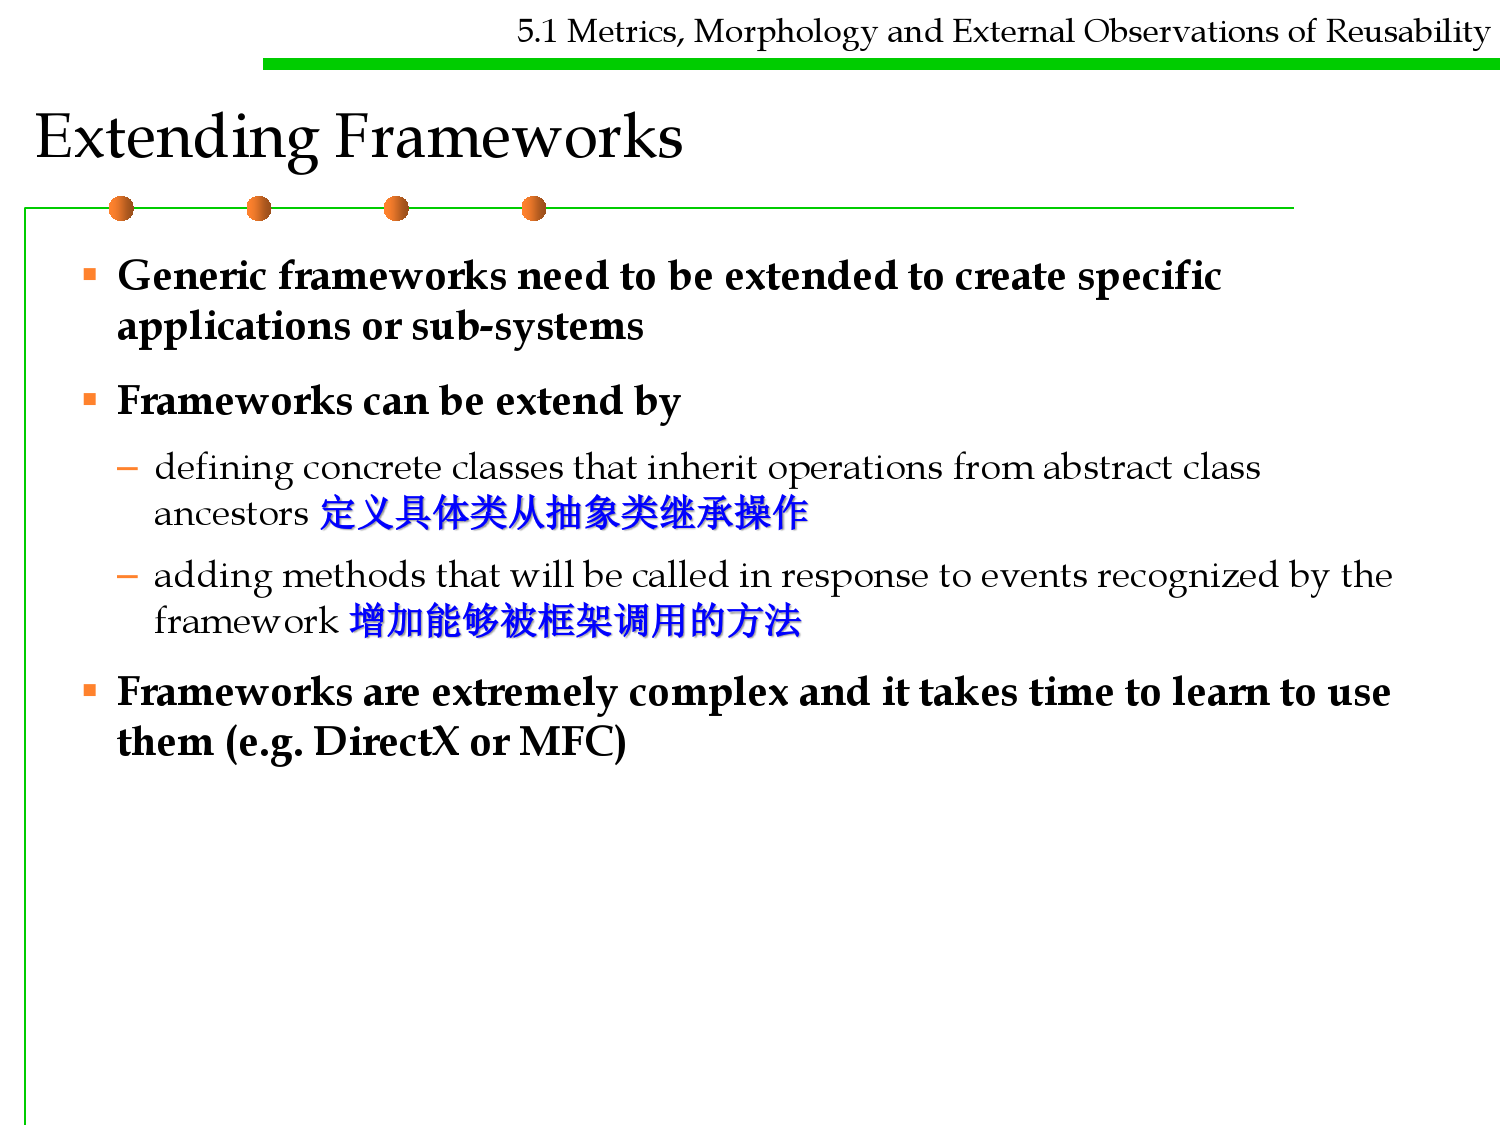 5.1 Metrics, Morphology and External Observations of Reusability
Extending Frameworks
▪ Generic frameworks need to be extended to create specific
applications or sub-systems
▪ Frameworks can be extend by
– defining concrete classes that inherit operations from abstract class
ancestors 定义具体类从抽象类继承操作
– adding methods that will be called in response to events recognized by the
framework 增加能够被框架调用的方法
▪ Frameworks are extremely complex and it takes time to learn to use
them (e.g. DirectX or MFC)